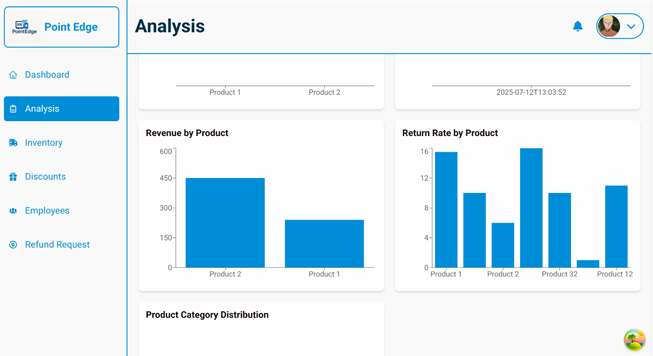 PointEdge
Point Edge
Analysis
Dashboard
Analysis
Inventory
Discounts
Employees
Refund Request
Product 1
Product 2
2025-07-12T13:03:52
Revenue by Product
600
450
300
150
0
Product 2
Product 1
Return Rate by Product
16
12
8
4
0
Product 1
Product 2
Product 32
Product 12
Product Category Distribution